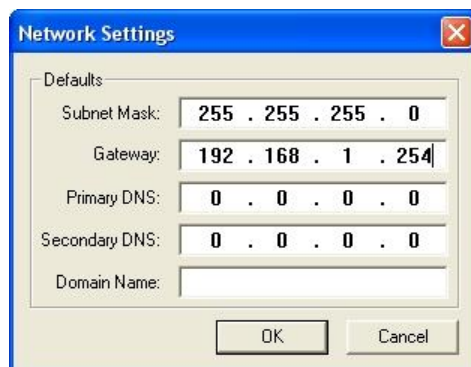 Network Settings
Defaults
Subnet Mask: 255 . 255 . 255 . 0
Gateway: 192 . 168 . 1 . 254
Primary DNS: 0 . 0 . 0 . 0
Secondary DNS: 0 . 0 . 0 . 0
Domain Name:
OK Cancel